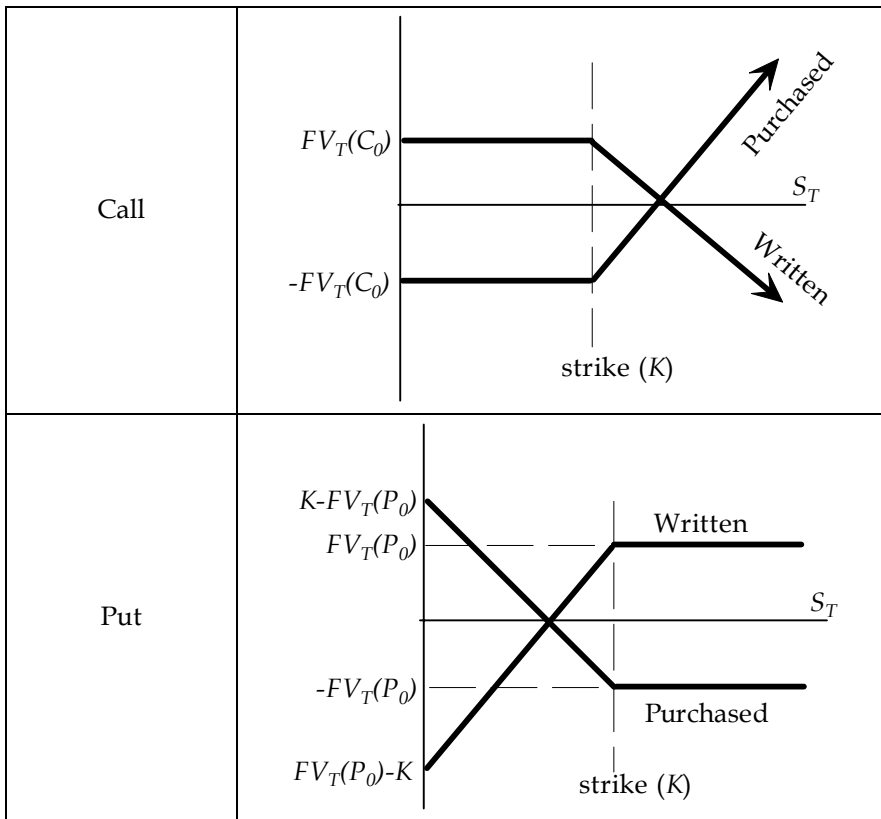 Call
FV_T(C_0)
-FV_T(C_0)
Purchased
S_T
Written
strike (K)
Put
K-FV_T(P_0)
FV_T(P_0)
Written
S_T
-FV_T(P_0)
Purchased
FV_T(P_0)-K
strike (K)